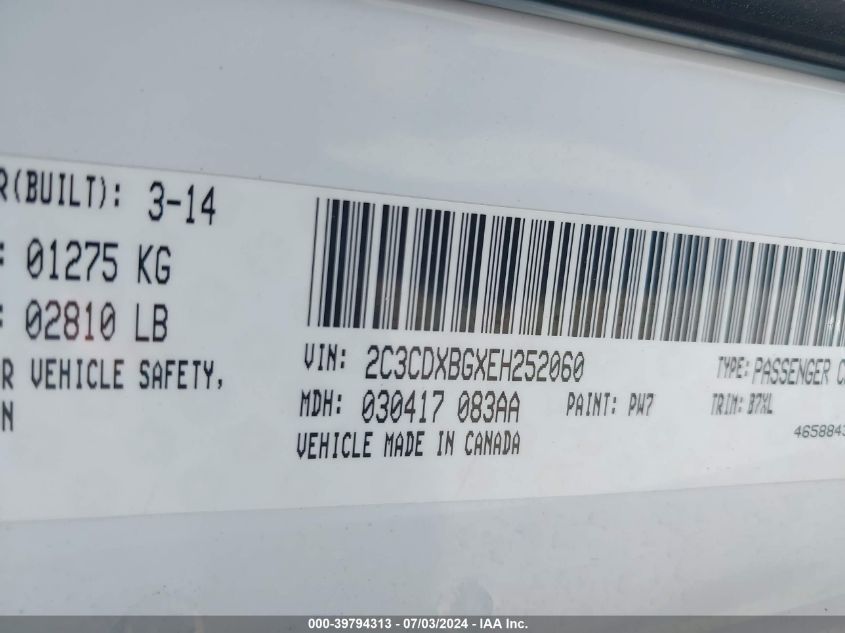 R(BUILT): 3-14
: 01275 KG
: 02810 LB
R VEHICLE SAFETY,
N
VIN: 2C3CDXBGXEH252060 TYPE: PASSENGER C
MDH: 030417 083AA PAINT: PW7 TRIM: B7XL
VEHICLE MADE IN CANADA
465884
000-39794313 - 07/03/2024 - IAA Inc.